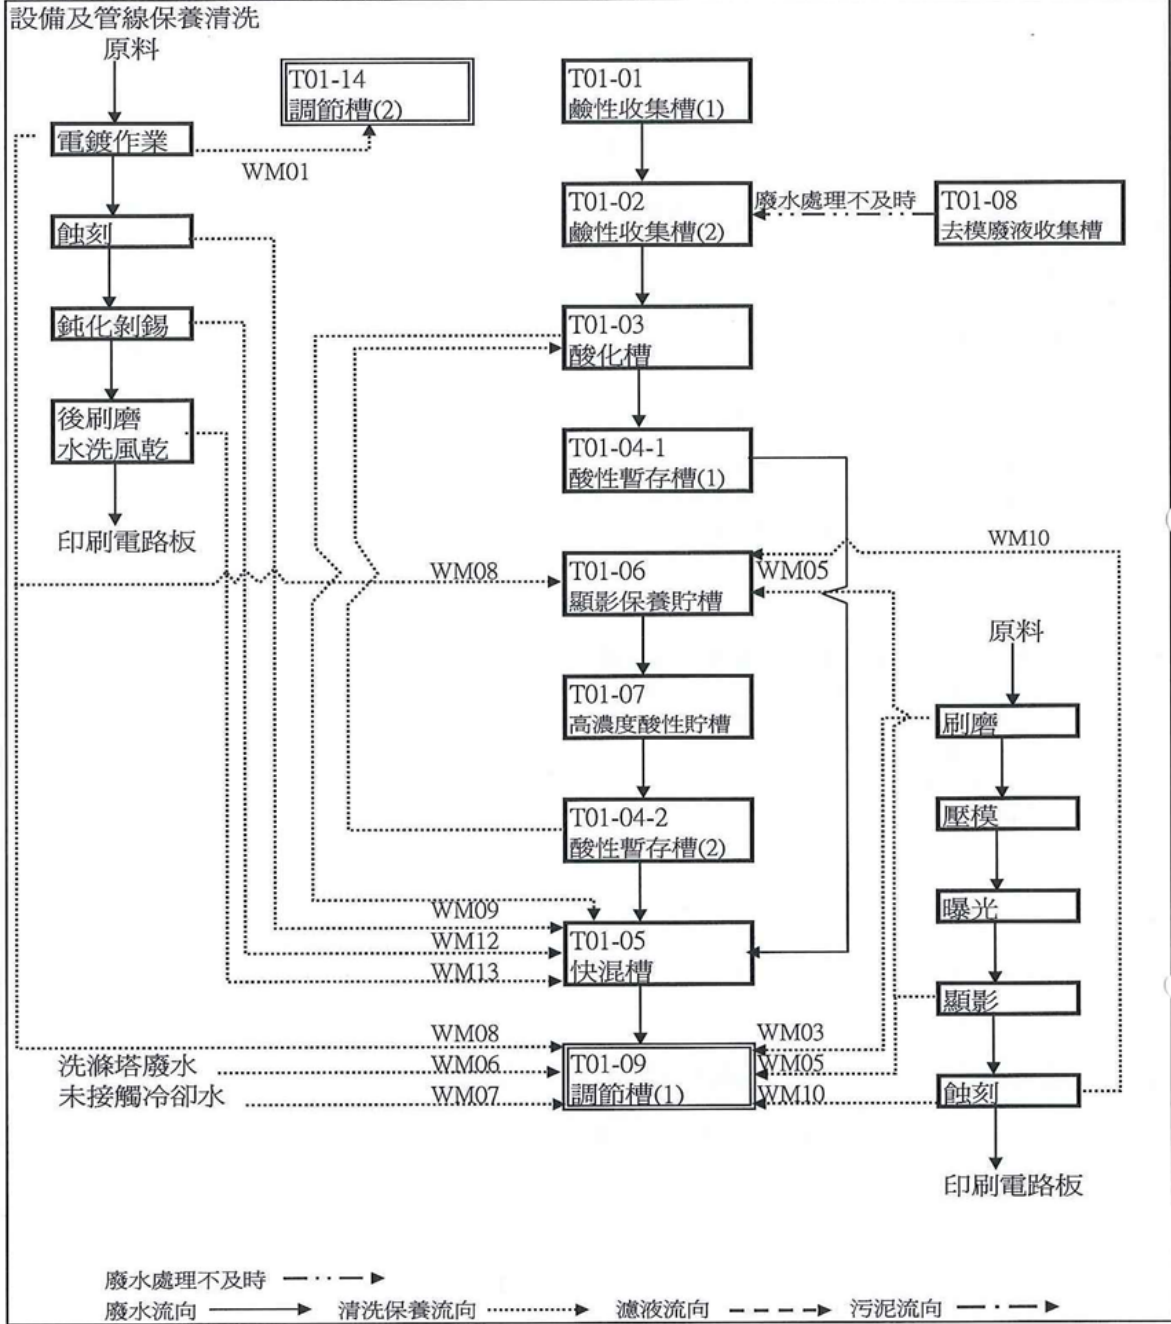 設備及管線保養清洗
原料
電鍍作業
WM01
蝕刻
鈍化剝錫
後刷磨
水洗風乾
印刷電路板
T01-14
調節槽(2)
T01-01
鹼性收集槽(1)
T01-02
鹼性收集槽(2)
廢水處理不及時
T01-08
去模廢液收集槽
T01-03
酸化槽
T01-04-1
酸性暫存槽(1)
WM10
WM08
T01-06
顯影保養貯槽
WM05
T01-07
高濃度酸性貯槽
T01-04-2
酸性暫存槽(2)
WM09
WM12
WM13
T01-05
快混槽
WM08
洗滌塔廢水
WM06
未接觸冷卻水
WM07
T01-09
調節槽(1)
WM03
WM05
WM10
原料
刷磨
壓模
曝光
顯影
蝕刻
印刷電路板
廢水處理不及時
廢水流向
清洗保養流向
濾液流向
污泥流向